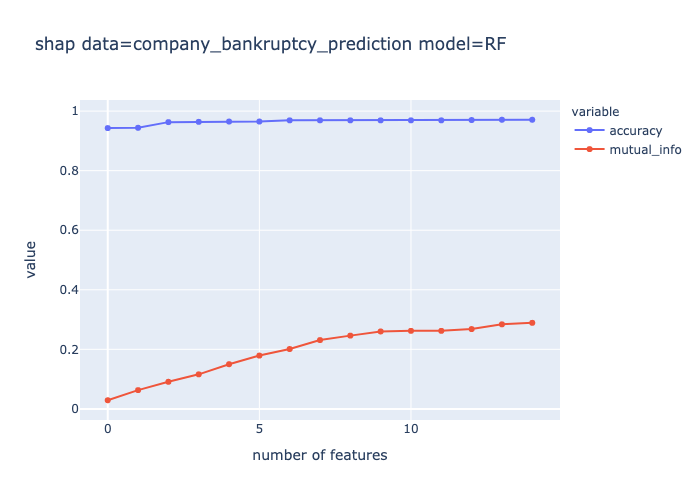 shap data=company_bankruptcy_prediction model=RF
variable
accuracy
mutual_info
value
1
0.8
0.6
0.4
0.2
0
0
5
10
number of features